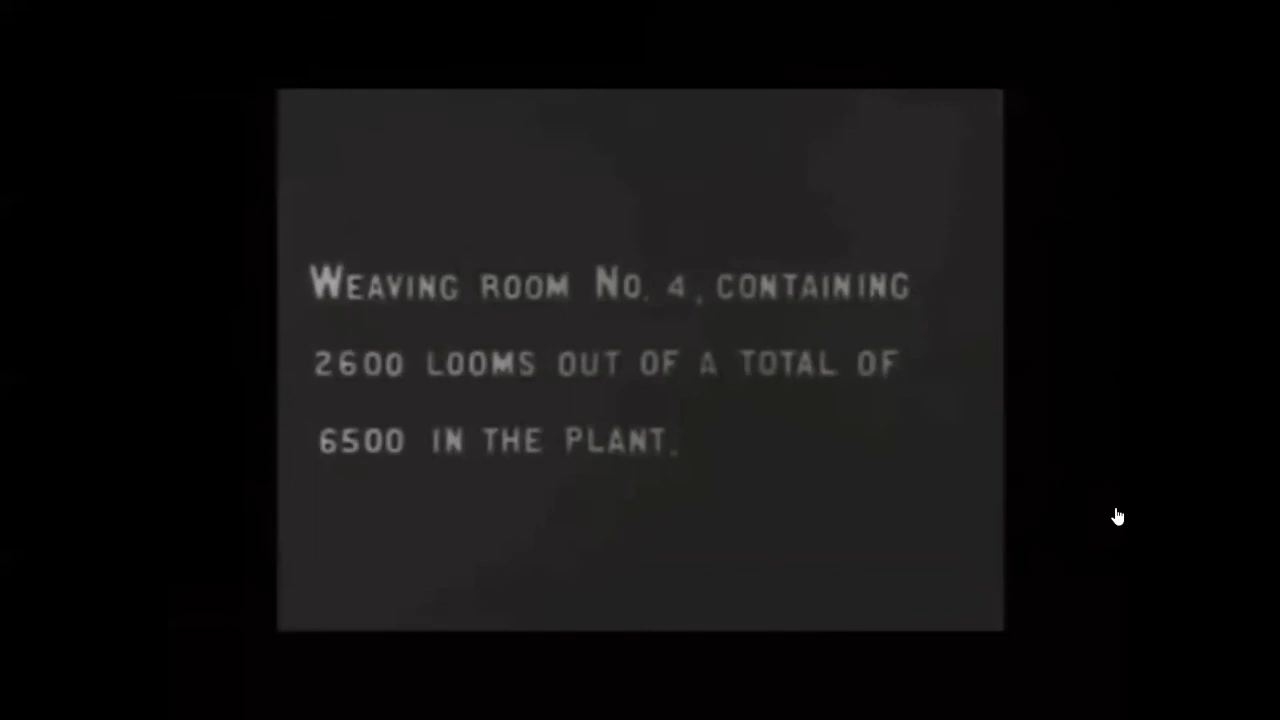 WEAVING ROOM NO. 4, CONTAINING
2600 LOOMS OUT OF A TOTAL OF
6500 IN THE PLANT.